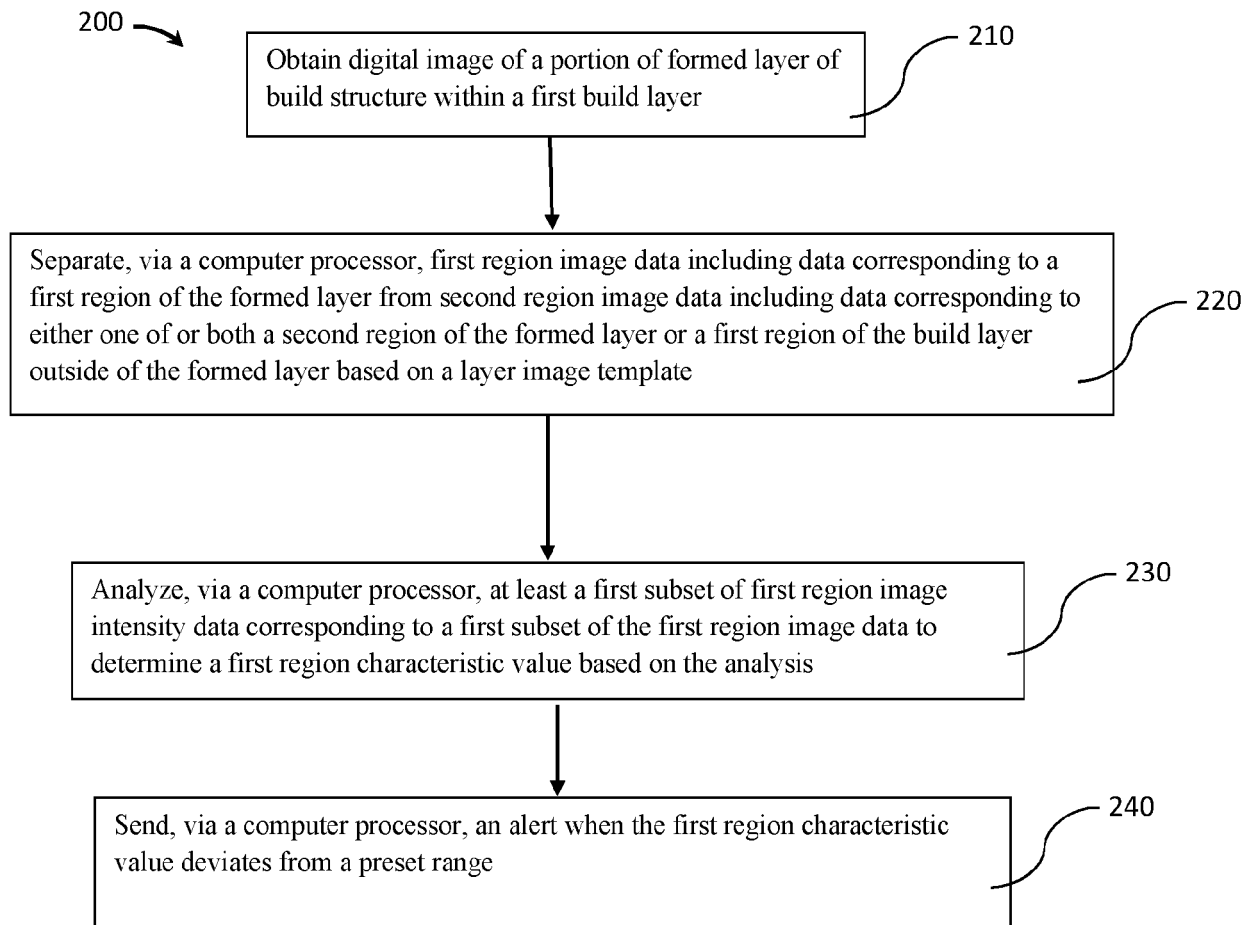 200
210
Obtain digital image of a portion of formed layer of
build structure within a first build layer
Separate, via a computer processor, first region image data including data corresponding to a
first region of the formed layer from second region image data including data corresponding to
either one of or both a second region of the formed layer or a first region of the build layer
outside of the formed layer based on a layer image template
220
Analyze, via a computer processor, at least a first subset of first region image
intensity data corresponding to a first subset of the first region image data to
determine a first region characteristic value based on the analysis
230
Send, via a computer processor, an alert when the first region characteristic
value deviates from a preset range
240